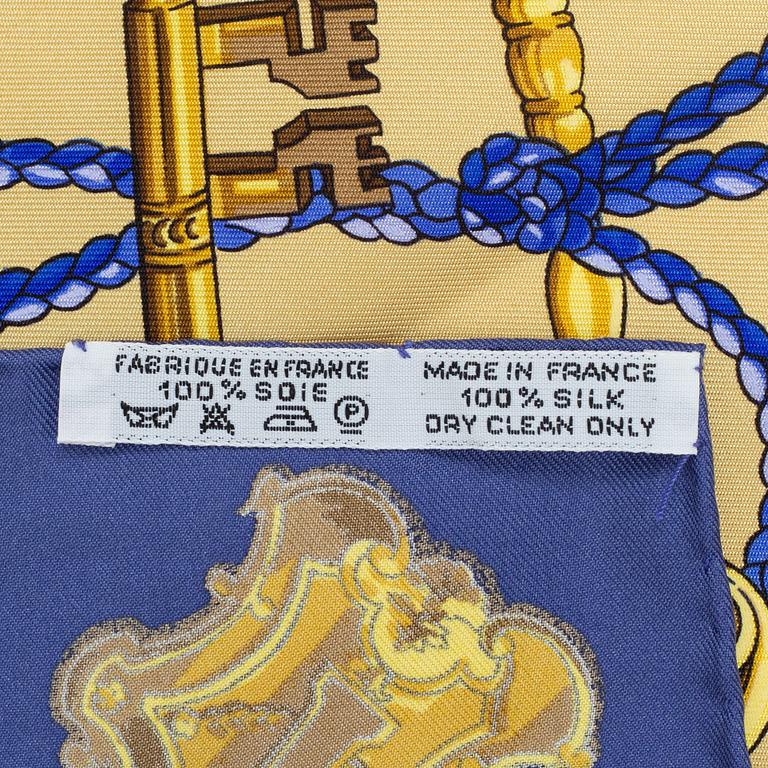 FABRIQUE EN FRANCE
100% SOIE
P
MADE IN FRANCE
100% SILK
DRY CLEAN ONLY